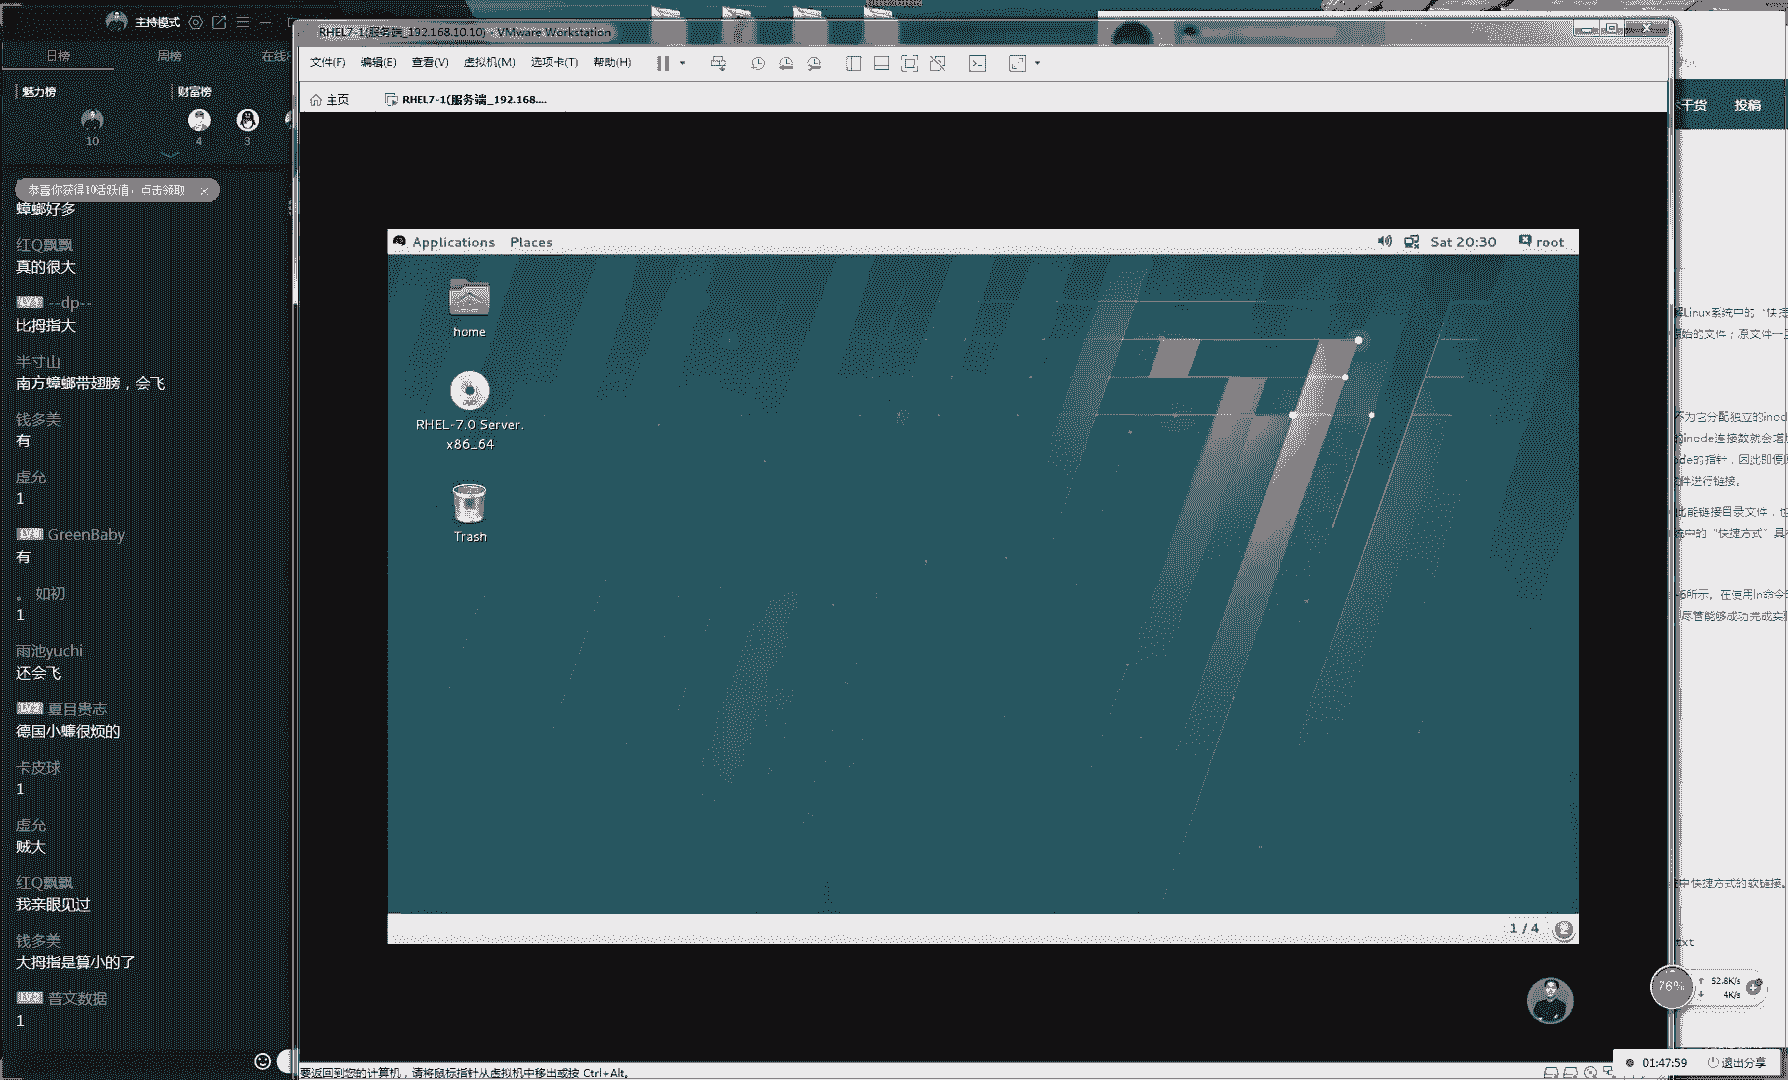 主持模式
日榜
周榜
在线
魅力榜
财富榜
10
4
3
恭喜你获得10活跃值，点击领取
蟑螂好多
红Q飘飘
真的很大
--dp--
比拇指大
半寸山
南方蟑螂带翅膀，会飞
钱多美
有
虚允
1
GreenBaby
有
。 如初
1
雨池yuchi
还会飞
夏目贵志
德国小蠊很烦的
卡皮球
1
虚允
贼大
红Q飘飘
我亲眼见过
钱多美
大拇指是算小的了
普文数据
1
RHEL7-1(服务端_192.168.10.10) - VMware Workstation
文件(F) 编辑(E) 查看(V) 虚拟机(M) 选项卡(T) 帮助(H)
主页
RHEL7-1(服务端_192.168....
Applications Places
Sat 20:30
root
home
RHEL-7.0 Server.
x86_64
Trash
1 / 4
要返回到您的计算机，请将鼠标指针从虚拟机中移出或按 Ctrl+Alt。
干货 投稿
Linux系统中的“快捷
始的文件；原文件一旦
不为它分配独立的inod
的inode连接数就会增加
ode的指针，因此即便原
件进行链接。
此能链接目录文件，也
统中的“快捷方式”具有
-6所示。在使用ln命令时
尽管能够成功完成实验
中快捷方式的软链接。
txt
76%
52.8K/s
4K/s
01:47:59
退出分享